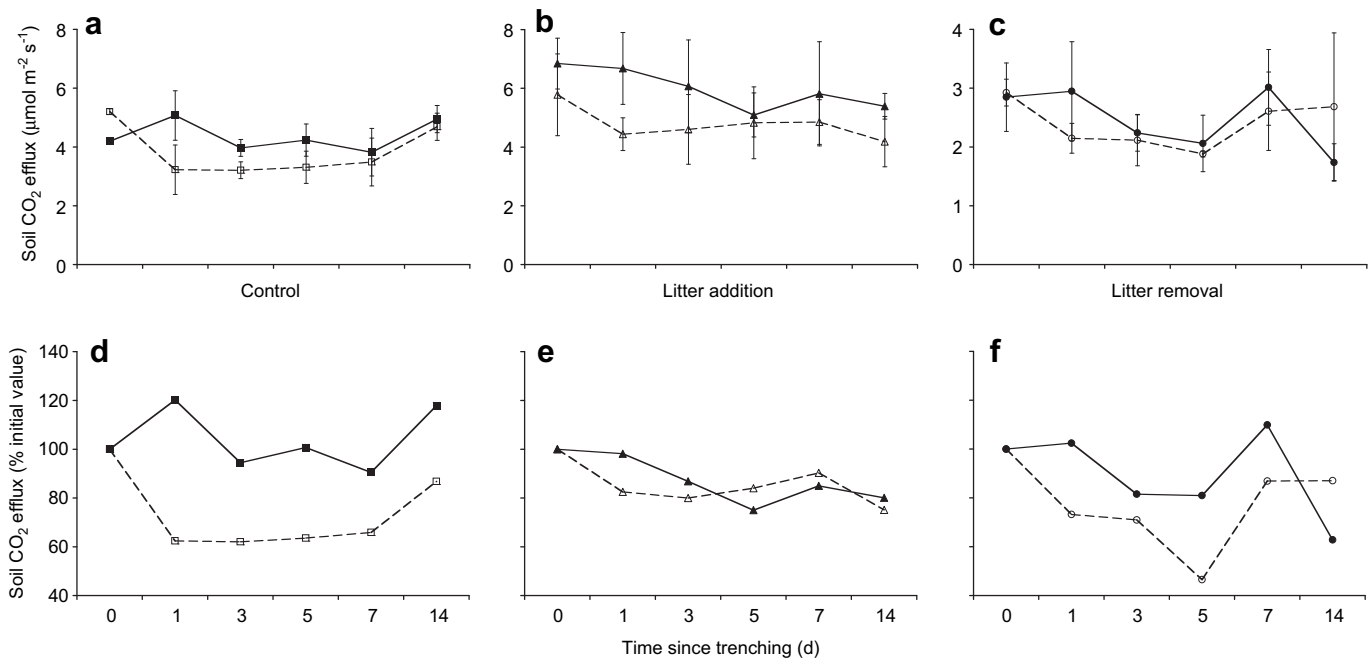 a
b
c
Soil CO2 efflux (μmol m-2 s-1)
8
6
4
2
0
8
6
4
2
0
4
3
2
1
0
Control
Litter addition
Litter removal
d
e
f
Soil CO2 efflux (% initial value)
140
120
100
80
60
40
0 1 3 5 7 14
0 1 3 5 7 14
0 1 3 5 7 14
Time since trenching (d)